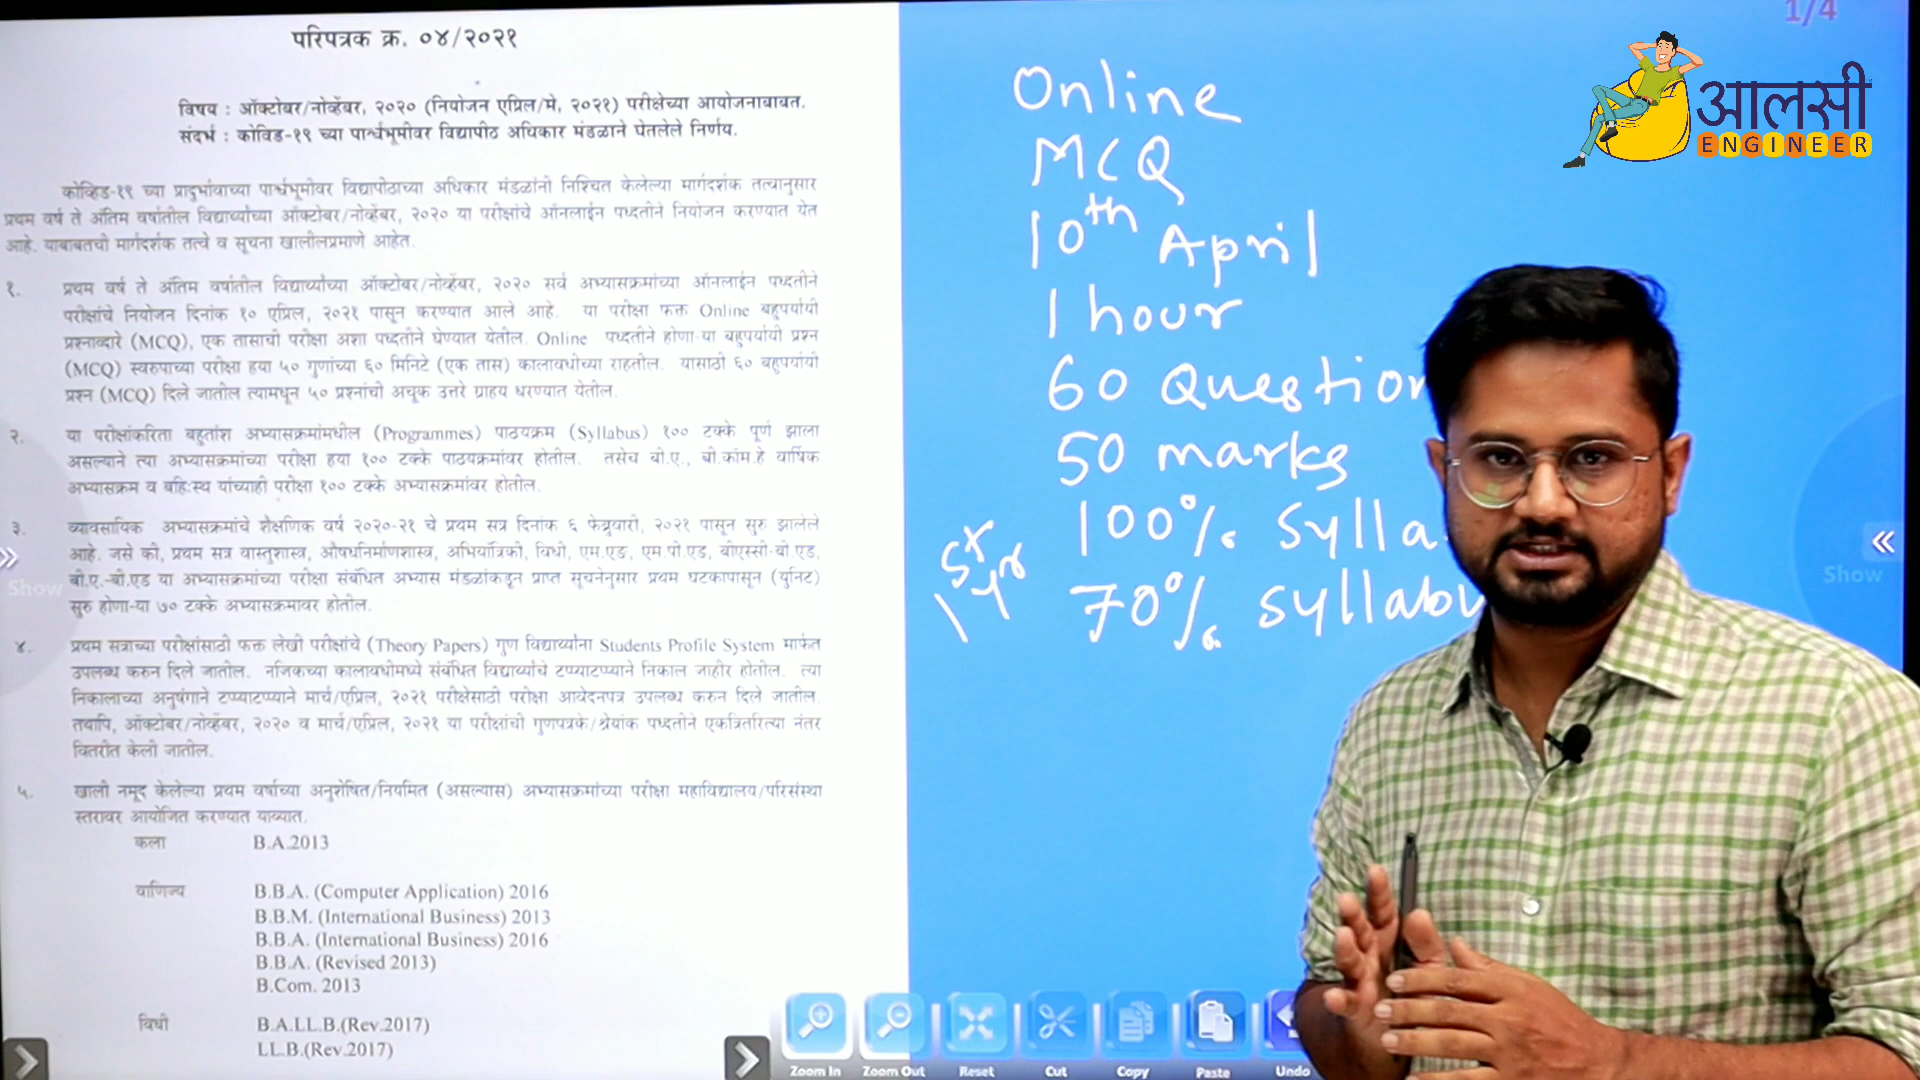 परिपत्रक क्र. ०४/२०२१
विषय : ऑक्टोबर/नोव्हेंबर, २०२० (नियोजन एप्रिल/मे, २०२१) परीक्षेच्या आयोजनाबाबत.
संदर्भ : कोविड-१९ च्या पार्श्वभूमीवर विद्यापीठ अधिकार मंडळाने घेतलेले निर्णय.
कोव्हिड-१९ च्या प्रादुर्भावाच्या पार्श्वभूमीवर विद्यापीठाच्या अधिकार मंडळांनी निश्चित केलेल्या मार्गदर्शक तत्वानुसार
प्रथम वर्ष ते अंतिम वर्षातील विद्यार्थ्यांच्या ऑक्टोबर/नोव्हेंबर, २०२० या परीक्षांचे ऑनलाईन पध्दतीने नियोजन करण्यात येत
आहे. याबाबतची मार्गदर्शक तत्वे व सूचना खालीलप्रमाणे आहेत.
१. प्रथम वर्ष ते अंतिम वर्षातील विद्यार्थ्यांच्या ऑक्टोबर/नोव्हेंबर, २०२० सर्व अभ्यासक्रमांच्या ऑनलाईन पध्दतीने
परीक्षांचे नियोजन दिनांक १० एप्रिल, २०२१ पासून करण्यात आले आहे. या परीक्षा फक्त Online बहुपर्यायी
प्रश्नाव्दारे (MCQ), एक तासाची परीक्षा अशा पध्दतीने घेण्यात येतील. Online पध्दतीने होणा-या बहुपर्यायी प्रश्न
(MCQ) स्वरुपाच्या परीक्षा हया ५० गुणांच्या ६० मिनिटे (एक तास) कालावधीच्या राहतील. यासाठी ६० बहुपर्यायी
प्रश्न (MCQ) दिले जातील त्यामधून ५० प्रश्नांची अचूक उत्तरे ग्राहय धरण्यात येतील.
२. या परीक्षांकरिता बहुतांश अभ्यासक्रमांमधील (Programmes) पाठयक्रम (Syllabus) १०० टक्के पूर्ण झाला
असल्याने त्या अभ्यासक्रमांच्या परीक्षा हया १०० टक्के पाठयक्रमांवर होतील. तसेच बी.ए., बी.कॉम.हे वार्षिक
अभ्यासक्रम व बहि:स्थ यांच्याही परीक्षा १०० टक्के अभ्यासक्रमांवर होतील.
३. व्यावसायिक अभ्यासक्रमांचे शैक्षणिक वर्ष २०२०-२१ चे प्रथम सत्र दिनांक ६ फेब्रुवारी, २०२१ पासून सुरु झालेले
आहे. जसे की, प्रथम सत्र वास्तुशास्त्र, औषधनिर्माणशास्त्र, अभियांत्रिकी, विधी, एम.एड, एम.पी.एड, बीएस्सी-बी.एड,
बी.ए.-बी.एड या अभ्यासक्रमांच्या परीक्षा संबंधित अभ्यास मंडळांकडून प्राप्त सूचनेनुसार प्रथम घटकापासून (युनिट)
सुरु होणा-या ७० टक्के अभ्यासक्रमावर होतील.
४. प्रथम सत्राच्या परीक्षांसाठी फक्त लेखी परीक्षांचे (Theory Papers) गुण विद्यार्थ्यांना Students Profile System मार्फत
उपलब्ध करुन दिले जातील. नजिकच्या कालावधीमध्ये संबंधित विद्यार्थ्यांचे टप्प्याटप्प्याने निकाल जाहीर होतील. त्या
निकालाच्या अनुषंगाने टप्प्याटप्प्याने मार्च/एप्रिल, २०२१ परीक्षेसाठी परीक्षा आवेदनपत्र उपलब्ध करुन दिले जातील.
तथापि, ऑक्टोबर/नोव्हेंबर, २०२० व मार्च/एप्रिल, २०२१ या परीक्षांची गुणपत्रके/श्रेयांक पध्दतीने एकत्रितरित्या नंतर
वितरीत केली जातील.
५. खाली नमूद केलेल्या प्रथम वर्षाच्या अनुशेषित/नियमित (असल्यास) अभ्यासक्रमांच्या परीक्षा महाविद्यालय/परिसंस्था
स्तरावर आयोजित करण्यात याव्यात.
कला B.A.2013
वाणिज्य B.B.A. (Computer Application) 2016
B.B.M. (International Business) 2013
B.B.A. (International Business) 2016
B.B.A. (Revised 2013)
B.Com. 2013
विधी B.A.LL.B.(Rev.2017)
LL.B.(Rev.2017)
1/4
Online
MCQ
10th April
1 hour
60 Question
50 marks
100% Sylla
1st yr 70% syllabu
आलसी
ENGINEER
Show
Show
Zoom In Zoom Out Reset Cut Copy Paste Undo